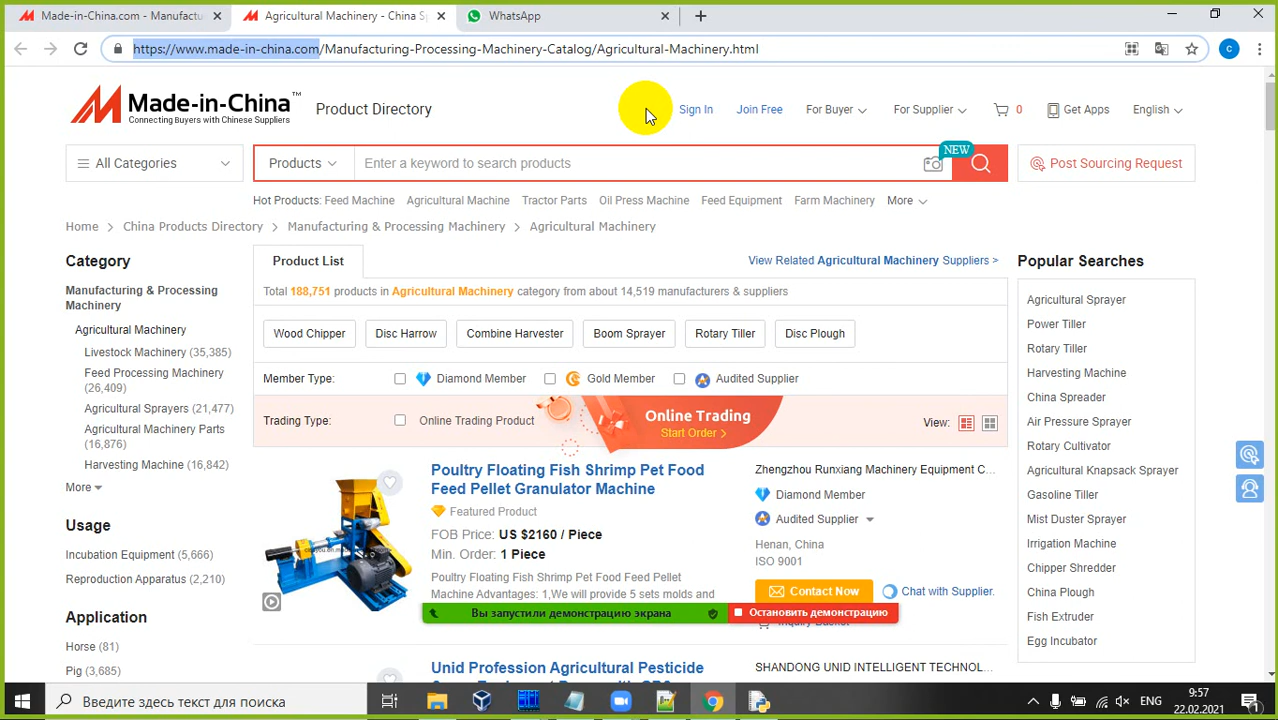 Made-in-China.com - Manufactu
Agricultural Machinery - China Sp
WhatsApp
https://www.made-in-china.com/Manufacturing-Processing-Machinery-Catalog/Agricultural-Machinery.html
C
Made-in-China™
Connecting Buyers with Chinese Suppliers
Product Directory
Sign In
Join Free
For Buyer
For Supplier
0
Get Apps
English
All Categories
Products
Enter a keyword to search products
NEW
Post Sourcing Request
Hot Products: Feed Machine Agricultural Machine Tractor Parts Oil Press Machine Feed Equipment Farm Machinery More
Home > China Products Directory > Manufacturing & Processing Machinery > Agricultural Machinery
Category
Manufacturing & Processing
Machinery
Agricultural Machinery
Livestock Machinery (35,385)
Feed Processing Machinery
(26,409)
Agricultural Sprayers (21,477)
Agricultural Machinery Parts
(16,876)
Harvesting Machine (16,842)
More
Usage
Incubation Equipment (5,666)
Reproduction Apparatus (2,210)
Application
Horse (81)
Pig (3,685)
Product List
View Related Agricultural Machinery Suppliers >
Total 188,751 products in Agricultural Machinery category from about 14,519 manufacturers & suppliers
Wood Chipper
Disc Harrow
Combine Harvester
Boom Sprayer
Rotary Tiller
Disc Plough
Member Type:
Diamond Member
Gold Member
Audited Supplier
Trading Type:
Online Trading Product
Online Trading
Start Order >
View:
Poultry Floating Fish Shrimp Pet Food
Feed Pellet Granulator Machine
Featured Product
FOB Price: US $2160 / Piece
Min. Order: 1 Piece
Poultry Floating Fish Shrimp Pet Food Feed Pellet
Machine Advantages: 1,We will provide 5 sets molds and
Zhengzhou Runxiang Machinery Equipment C...
Diamond Member
Audited Supplier
Henan, China
ISO 9001
Contact Now
Chat with Supplier.
Вы запустили демонстрацию экрана
Остановить демонстрацию
Unid Profession Agricultural Pesticide
SHANDONG UNID INTELLIGENT TECHNOL...
Popular Searches
Agricultural Sprayer
Power Tiller
Rotary Tiller
Harvesting Machine
China Spreader
Air Pressure Sprayer
Rotary Cultivator
Agricultural Knapsack Sprayer
Gasoline Tiller
Mist Duster Sprayer
Irrigation Machine
Chipper Shredder
China Plough
Fish Extruder
Egg Incubator
Введите здесь текст для поиска
ENG
9:57
22.02.2021
1